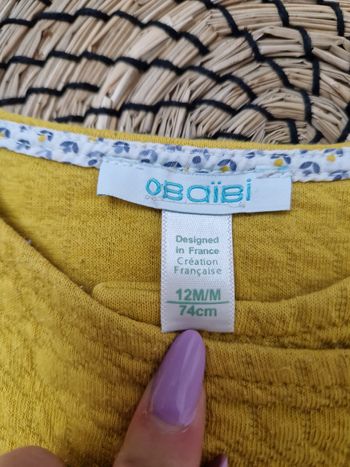 OBaïBi
Designed
in France
Création
Française
12M/M
74cm